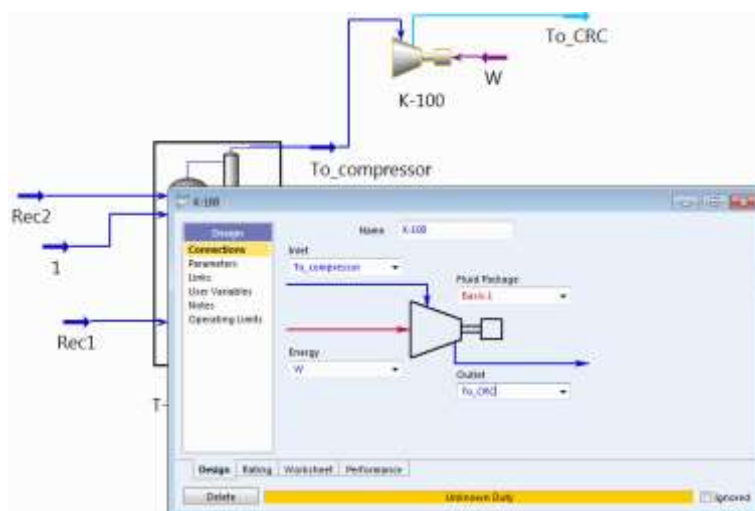 To_CRC
W
K-100
To_compressor
Rec2
1
Rec1
T-
K-100
Design
Connections
Parameters
Links
User Variables
Notes
Operating Limits
Name K-100
Inlet
To_compressor
Fluid Package
Basis-1
Energy
W
Outlet
To_CRC
Design Rating Worksheet Performance
Delete Unknown Duty Ignored